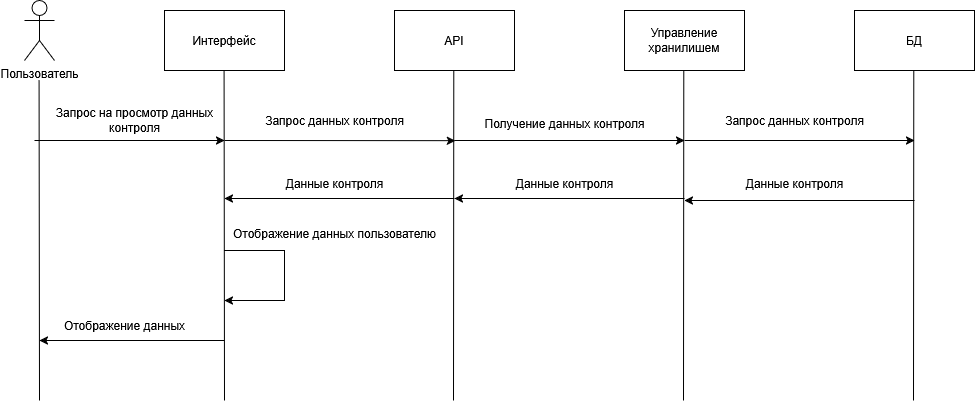 Пользователь
Интерфейс
API
Управление
хранилишем
БД
Запрос на просмотр данных
контроля
Запрос данных контроля
Получение данных контроля
Запрос данных контроля
Данные контроля
Данные контроля
Данные контроля
Отображение данных пользователю
Отображение данных